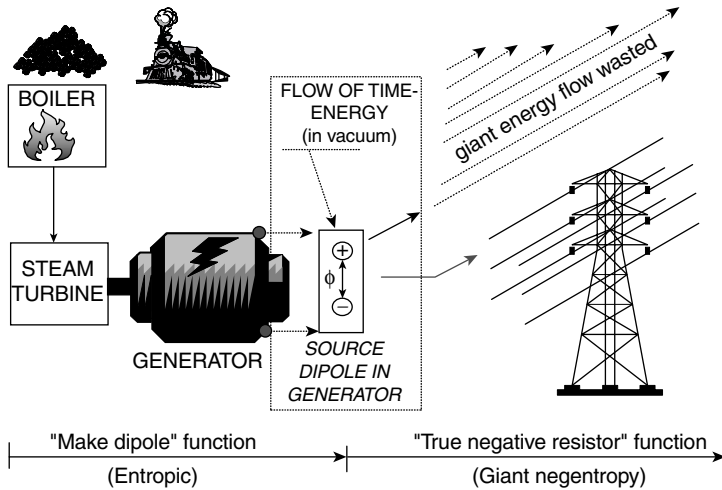 BOILER
FLOW OF TIME-
ENERGY
(in vacuum)
giant energy flow wasted
STEAM
TURBINE
+
ϕ
−
GENERATOR
SOURCE
DIPOLE IN
GENERATOR
"Make dipole" function
(Entropic)
"True negative resistor" function
(Giant negentropy)